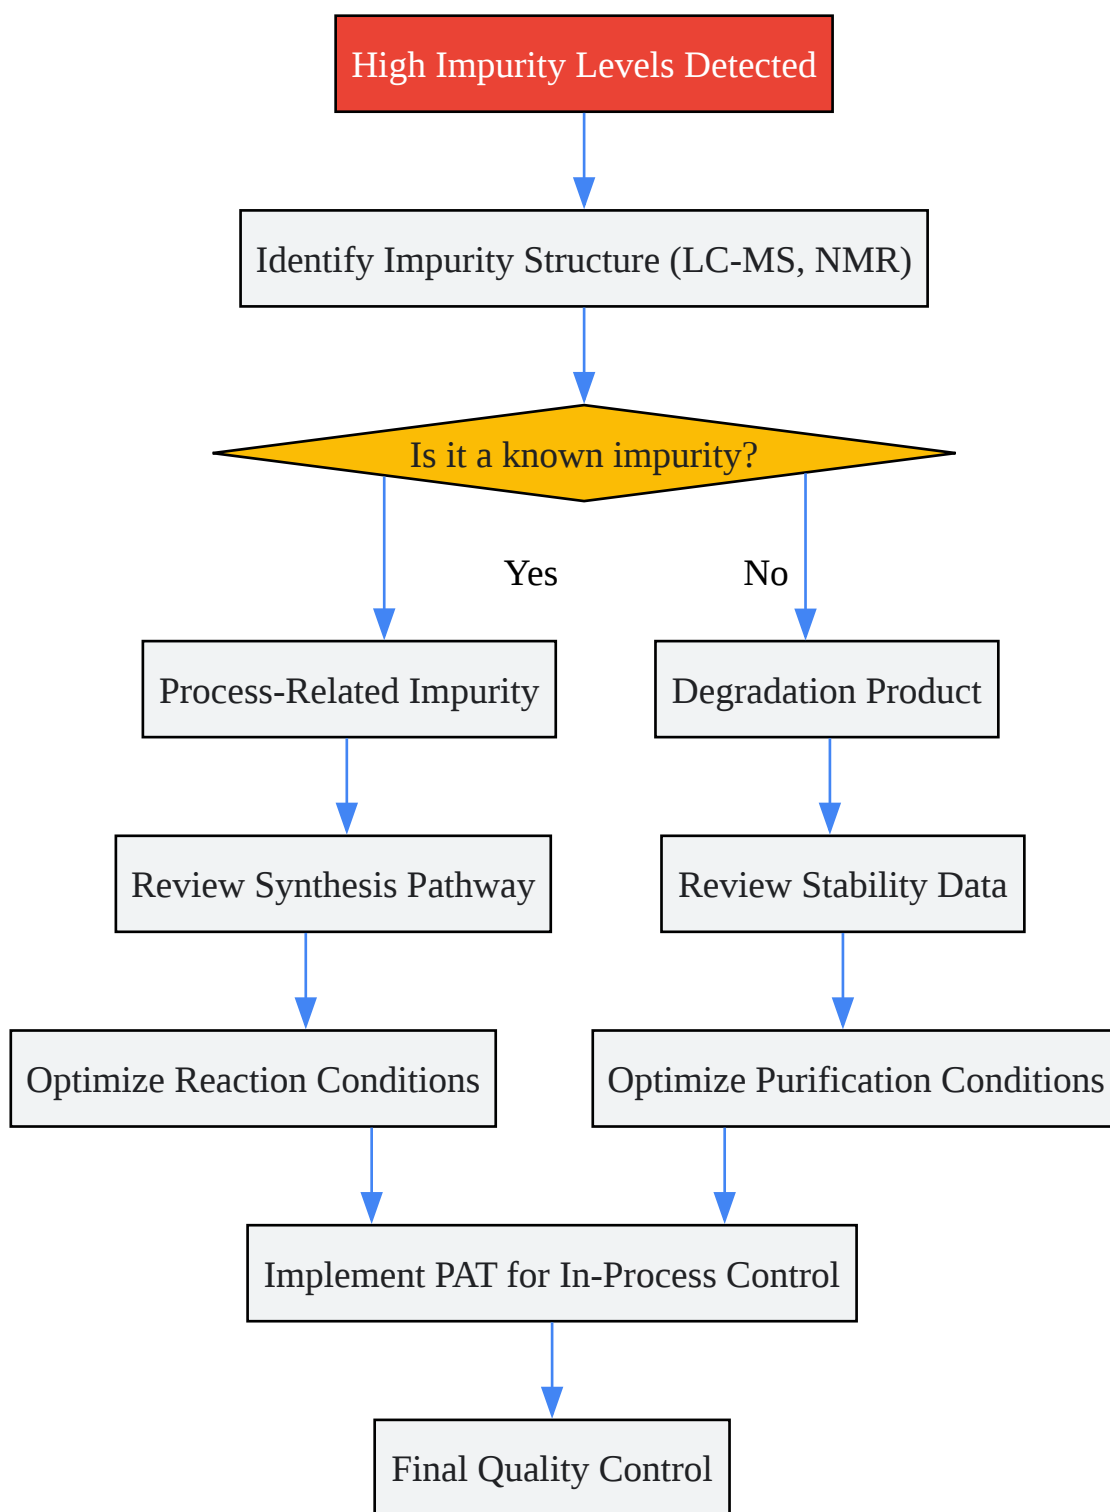 High Impurity Levels Detected
Identify Impurity Structure (LC-MS, NMR)
Is it a known impurity?
Yes
No
Process-Related Impurity
Degradation Product
Review Synthesis Pathway
Review Stability Data
Optimize Reaction Conditions
Optimize Purification Conditions
Implement PAT for In-Process Control
Final Quality Control